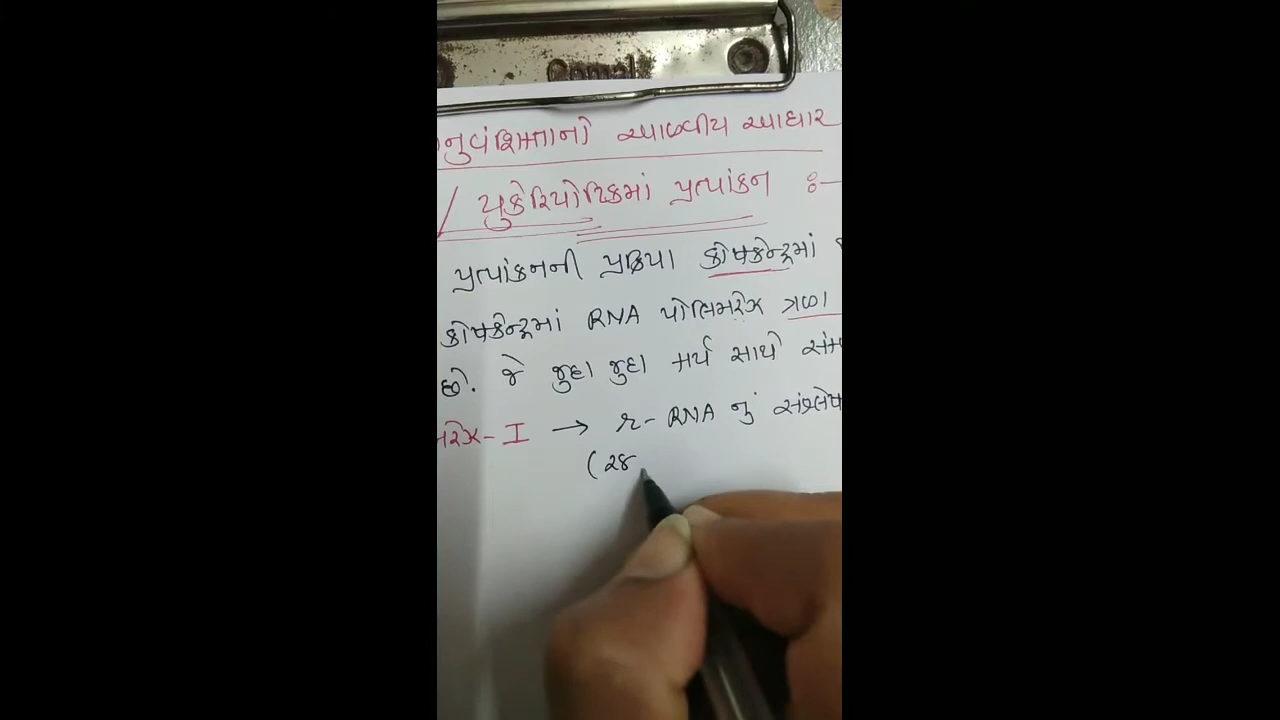 નુવંશિકતાનો આણ્વીય આધાર
યુકેરિયોટિકમાં પ્રત્યાંકન :-
પ્રત્યાંકનની પ્રક્રિયા કોષકેન્દ્રમાં
કોષકેન્દ્રમાં RNA પોલિમરેઝ ત્રણ
છે. જે જુદા જુદા કાર્ય સાથે
મરેઝ- I → r- RNA નું સંશ્લેષ
(28